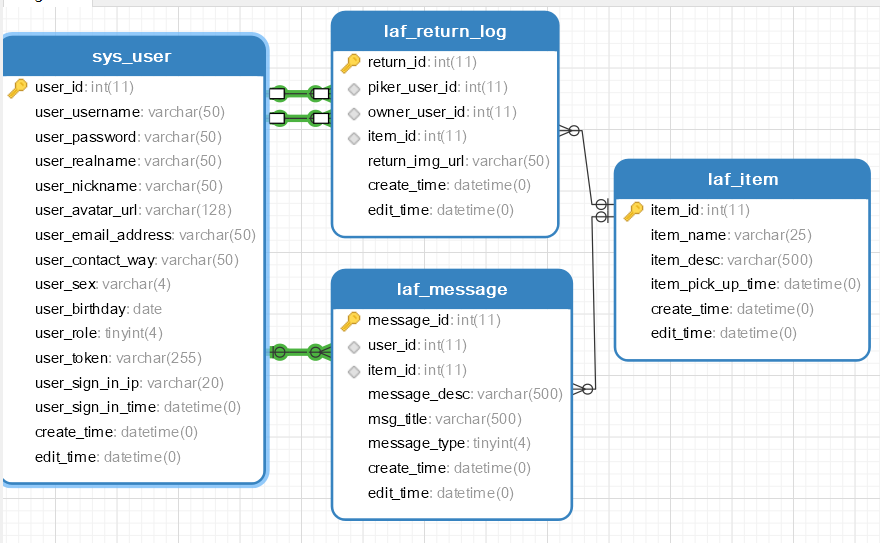 sys_user
user_id: int(11)
user_username: varchar(50)
user_password: varchar(50)
user_realname: varchar(50)
user_nickname: varchar(50)
user_avatar_url: varchar(128)
user_email_address: varchar(50)
user_contact_way: varchar(50)
user_sex: varchar(4)
user_birthday: date
user_role: tinyint(4)
user_token: varchar(255)
user_sign_in_ip: varchar(20)
user_sign_in_time: datetime(0)
create_time: datetime(0)
edit_time: datetime(0)
laf_return_log
return_id: int(11)
piker_user_id: int(11)
owner_user_id: int(11)
item_id: int(11)
return_img_url: varchar(50)
create_time: datetime(0)
edit_time: datetime(0)
laf_message
message_id: int(11)
user_id: int(11)
item_id: int(11)
message_desc: varchar(500)
msg_title: varchar(500)
message_type: tinyint(4)
create_time: datetime(0)
edit_time: datetime(0)
laf_item
item_id: int(11)
item_name: varchar(25)
item_desc: varchar(500)
item_pick_up_time: datetime(0)
create_time: datetime(0)
edit_time: datetime(0)